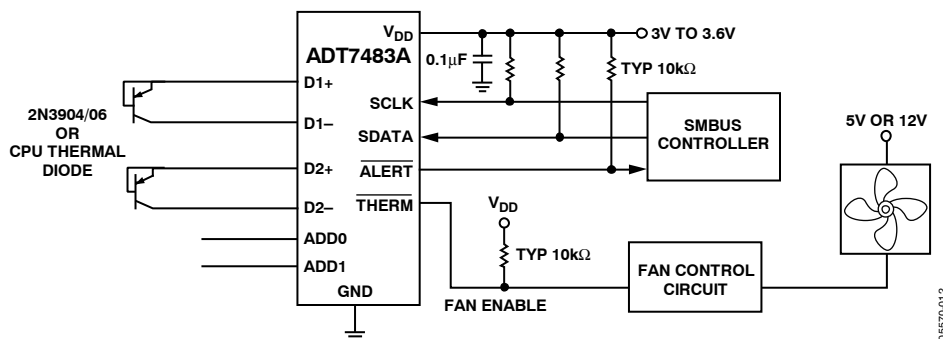 V_DD
ADT7483A
3V TO 3.6V
0.1μF
TYP 10kΩ
D1+
SCLK
2N3904/06
OR
CPU THERMAL
DIODE
D1–
SDATA
SMBUS
CONTROLLER
5V OR 12V
D2+
ALERT
D2–
THERM
V_DD
ADD0
TYP 10kΩ
ADD1
FAN CONTROL
CIRCUIT
GND
FAN ENABLE
05570-012